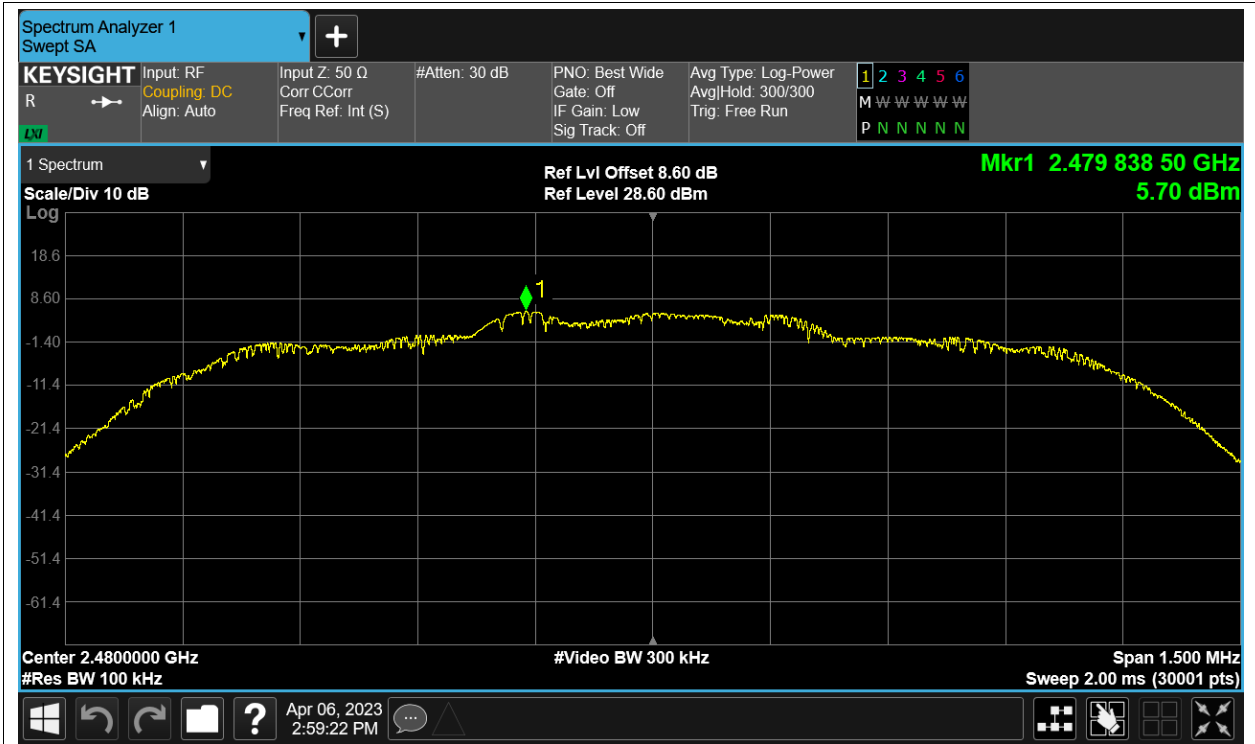 Spectrum Analyzer 1
Swept SA
KEYSIGHT
R
LXI
Input: RF
Coupling: DC
Align: Auto
Input Z: 50 Ω
Corr CCorr
Freq Ref: Int (S)
#Atten: 30 dB
PNO: Best Wide
Gate: Off
IF Gain: Low
Sig Track: Off
Avg Type: Log-Power
Avg|Hold: 300/300
Trig: Free Run
1 2 3 4 5 6
M W W W W W
P N N N N N
1 Spectrum
Scale/Div 10 dB
Log
Ref Lvl Offset 8.60 dB
Ref Level 28.60 dBm
Mkr1 2.479 838 50 GHz
5.70 dBm
1
18.6
8.60
-1.40
-11.4
-21.4
-31.4
-41.4
-51.4
-61.4
Center 2.4800000 GHz
#Res BW 100 kHz
#Video BW 300 kHz
Span 1.500 MHz
Sweep 2.00 ms (30001 pts)
?
Apr 06, 2023
2:59:22 PM